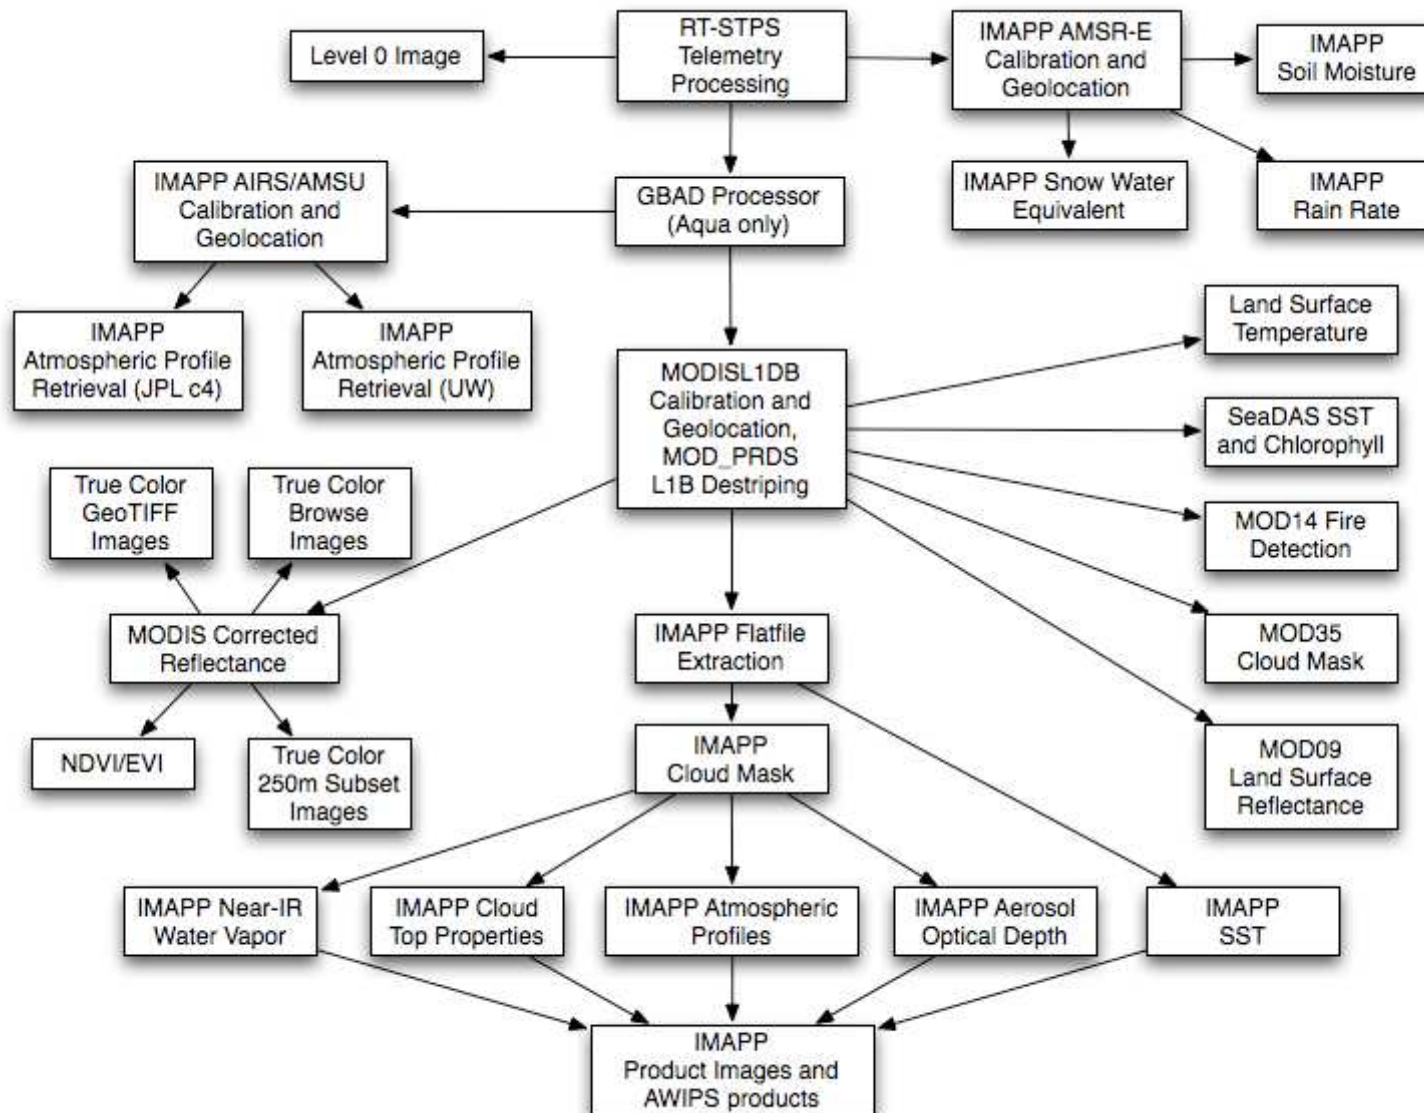 Level 0 Image
RT-STPS
Telemetry
Processing
IMAPP AMSR-E
Calibration and
Geolocation
IMAPP
Soil Moisture
IMAPP AIRS/AMSU
Calibration and
Geolocation
GBAD Processor
(Aqua only)
IMAPP Snow Water
Equivalent
IMAPP
Rain Rate
IMAPP
Atmospheric Profile
Retrieval (JPL c4)
IMAPP
Atmospheric Profile
Retrieval (UW)
MODISL1DB
Calibration and
Geolocation,
MOD_PRDS
L1B Destriping
Land Surface
Temperature
SeaDAS SST
and Chlorophyll
MOD14 Fire
Detection
MOD35
Cloud Mask
MOD09
Land Surface
Reflectance
True Color
GeoTIFF
Images
True Color
Browse
Images
MODIS Corrected
Reflectance
NDVI/EVI
True Color
250m Subset
Images
IMAPP Flatfile
Extraction
IMAPP
Cloud Mask
IMAPP Near-IR
Water Vapor
IMAPP Cloud
Top Properties
IMAPP Atmospheric
Profiles
IMAPP Aerosol
Optical Depth
IMAPP
SST
IMAPP
Product Images and
AWIPS products